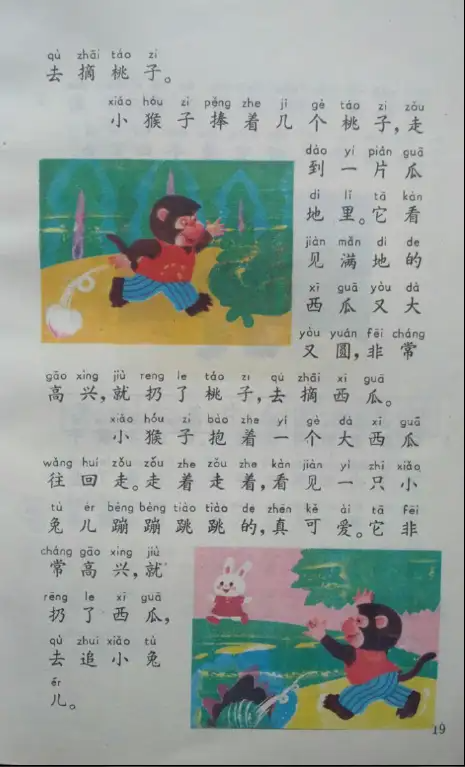 qù zhāi táo zi
去摘桃子。
xiǎo hóu zi pěng zhe jǐ gè táo zi zǒu
小猴子捧着几个桃子,走
dào yí piàn guā
到一片瓜
dì lǐ tā kàn
地里。它看
jiàn mǎn dì de
见满地的
xī guā yòu dà
西瓜又大
yòu yuán fēi cháng
又圆,非常
gāo xìng jiù rēng le táo zi qù zhāi xī guā
高兴,就扔了桃子,去摘西瓜。
xiǎo hóu zi bào zhe yí gè dà xī guā
小猴子抱着一个大西瓜
wǎng huí zǒu zǒu zhe zǒu zhe kàn jiàn yì zhī xiǎo
往回走。走着走着,看见一只小
tù ér bèng bèng tiào tiào de zhēn kě ài tā fēi
兔儿蹦蹦跳跳的,真可爱。它非
cháng gāo xìng jiù
常高兴,就
rēng le xī guā
扔了西瓜,
qù zhuī xiǎo tù
去追小兔
ér
儿。
19